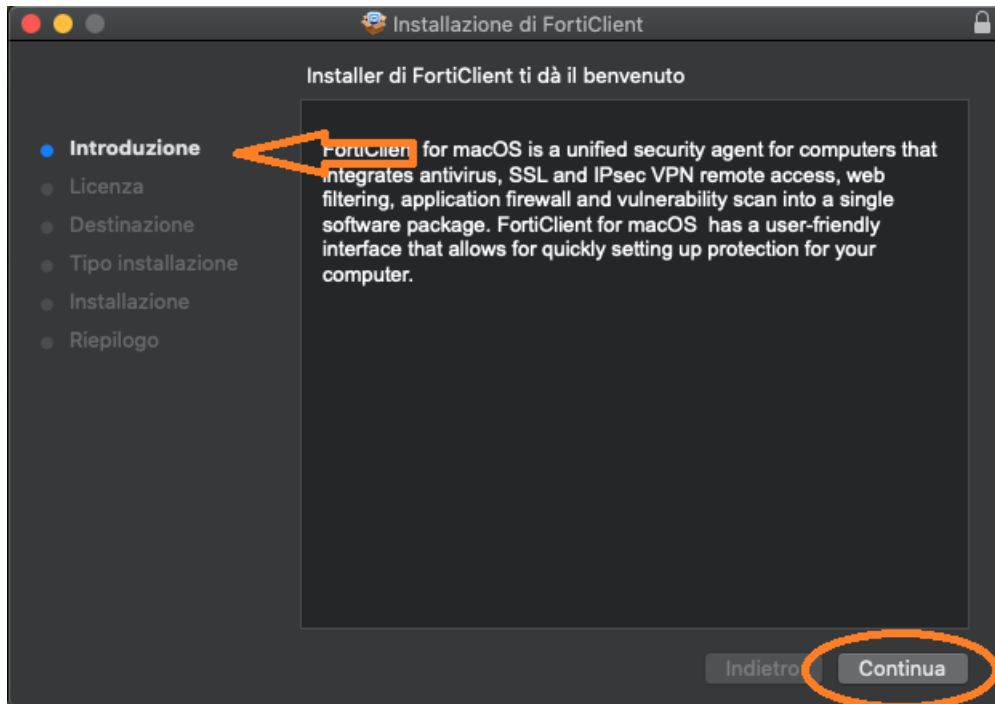 Installazione di FortiClient
Installer di FortiClient ti dà il benvenuto
Introduzione
Licenza
Destinazione
Tipo installazione
Installazione
Riepilogo
FortiClient for macOS is a unified security agent for computers that
integrates antivirus, SSL and IPsec VPN remote access, web
filtering, application firewall and vulnerability scan into a single
software package. FortiClient for macOS  has a user-friendly
interface that allows for quickly setting up protection for your
computer.
Indietro
Continua